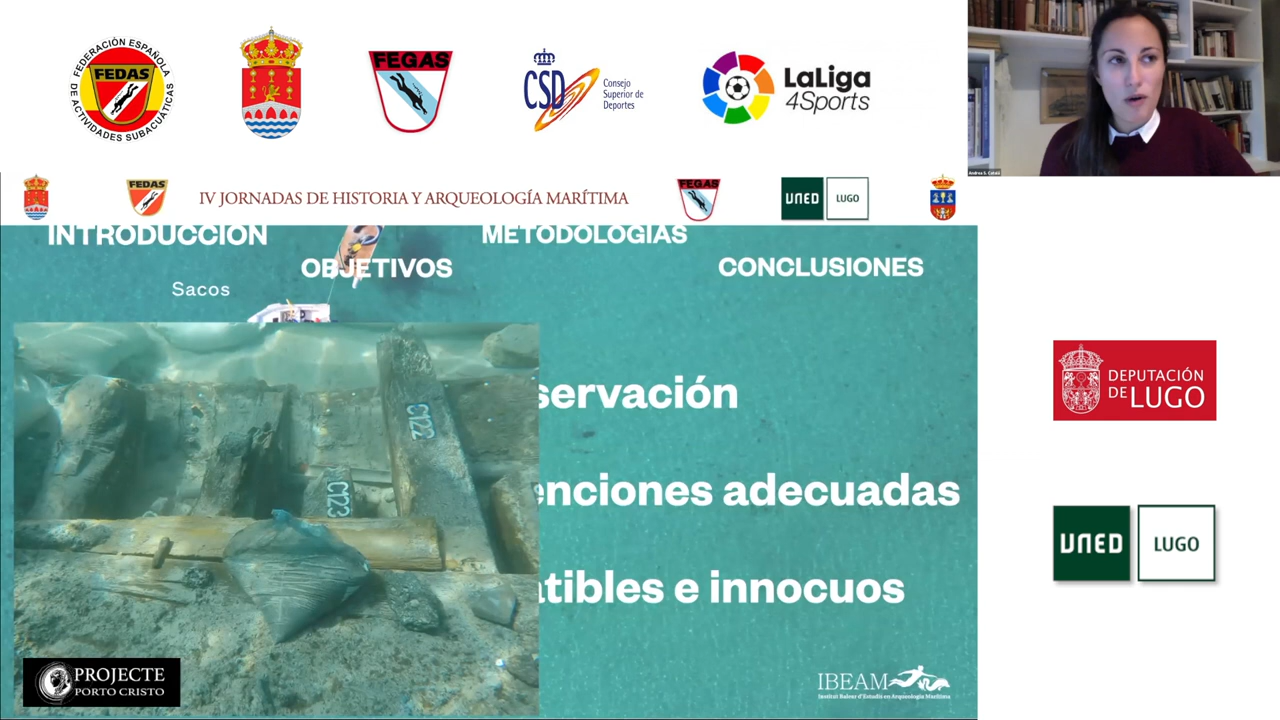 FEDERACIÓN ESPAÑOLA
DE ACTIVIDADES SUBACUÁTICAS
FEDAS
FEGAS
CSD
Consejo
Superior de
Deportes
LaLiga
4Sports
FEDAS
IV JORNADAS DE HISTORIA Y ARQUEOLOGÍA MARÍTIMA
FEGAS
UNED
LUGO
INTRODUCCIÓN
METODOLOGÍAS
OBJETIVOS
CONCLUSIONES
Sacos
servación
enciones adecuadas
atibles e innocuos
C122
C123
PROJECTE
PORTO CRISTO
IBEAM
Institut Balear d'Estudis en Arqueologia Marítima
DEPUTACIÓN
DE LUGO
UNED
LUGO